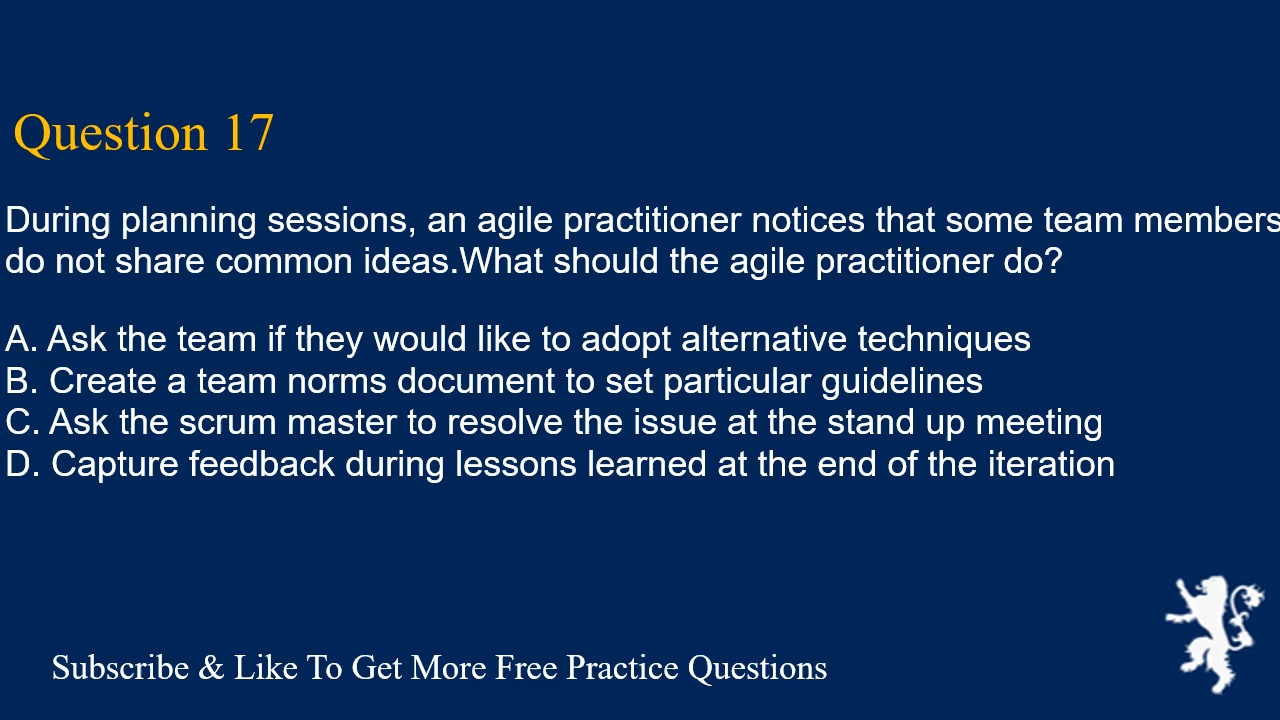 Question 17
During planning sessions, an agile practitioner notices that some team members
do not share common ideas.What should the agile practitioner do?
A. Ask the team if they would like to adopt alternative techniques
B. Create a team norms document to set particular guidelines
C. Ask the scrum master to resolve the issue at the stand up meeting
D. Capture feedback during lessons learned at the end of the iteration
Subscribe & Like To Get More Free Practice Questions